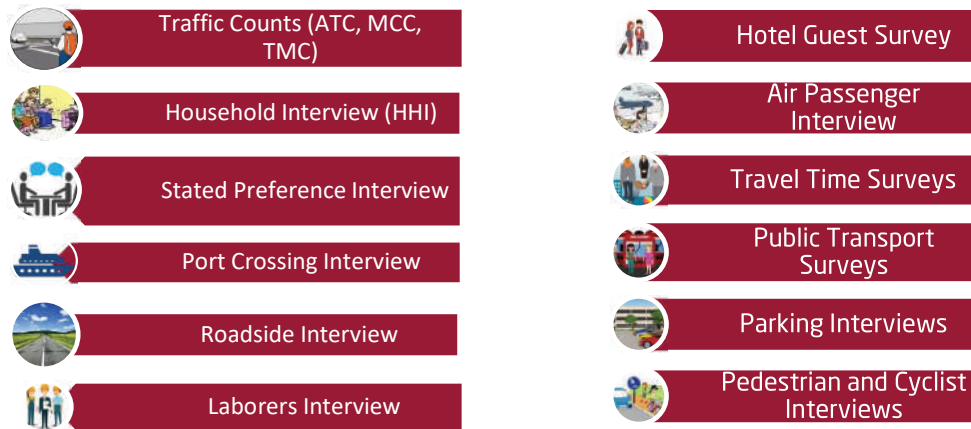 Traffic Counts (ATC, MCC,
TMC)
Household Interview (HHI)
Stated Preference Interview
Port Crossing Interview
Roadside Interview
Laborers Interview
Hotel Guest Survey
Air Passenger
Interview
Travel Time Surveys
Public Transport
Surveys
Parking Interviews
Pedestrian and Cyclist
Interviews